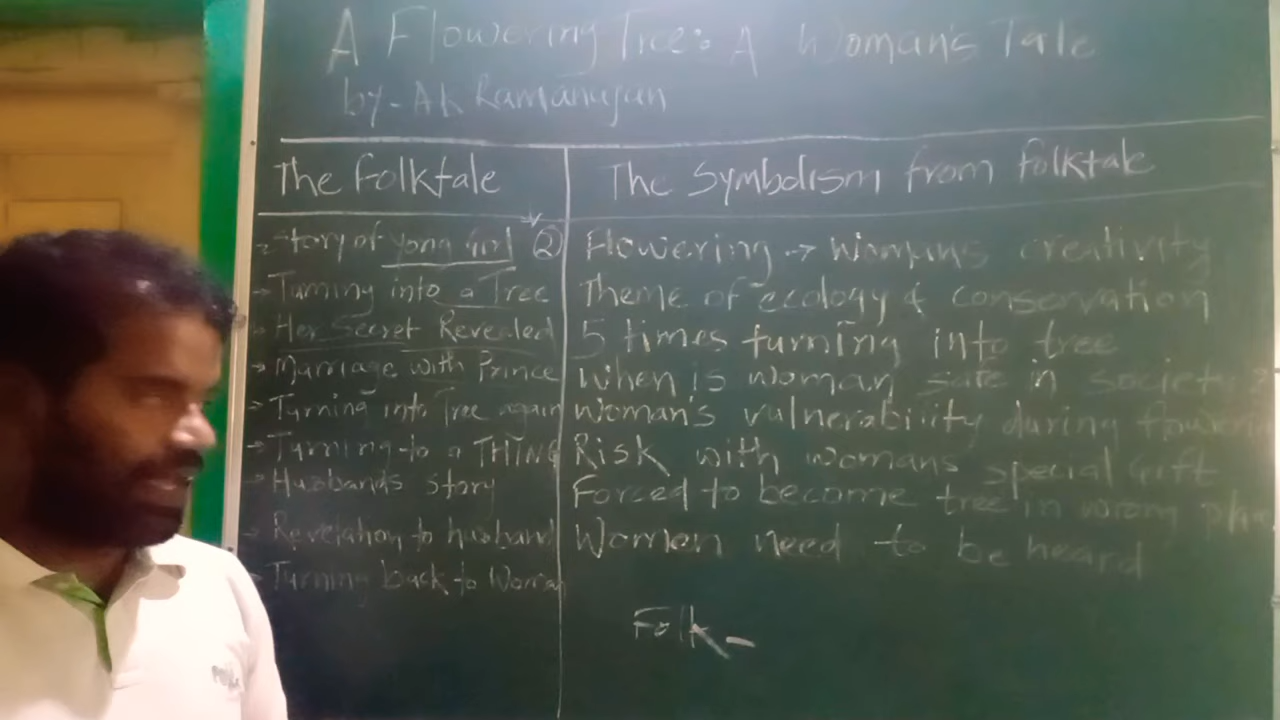 A Flowering Tree: A Woman's Tale
by - AK Ramanujan
The Folktale
Story of yong Girl 2
Turning into a Tree
Her Secret Revealed
Marriage with Prince
Turning into Tree again
Turning to a THING
Husbands story
Revelation to husband
Turning back to Woman
The Symbolism from folktale
Flowering → Womans creativity
Theme of ecology & conservation
5 times turning into tree
When is woman safe in society?
Woman's vulnerability during
Risk with womans special Gift
Forced to become tree in wrong
Women need to be heard
Folk -